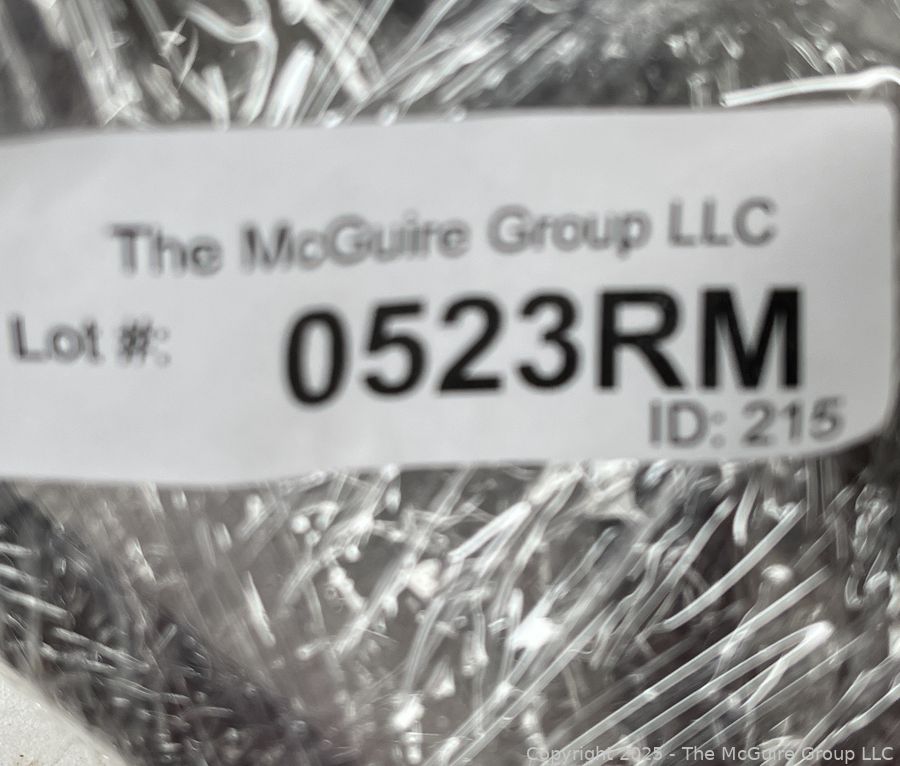 The McGuire Group LLC
Lot #: 0523RM
ID: 215
Copyright 2025 - The McGuire Group LLC